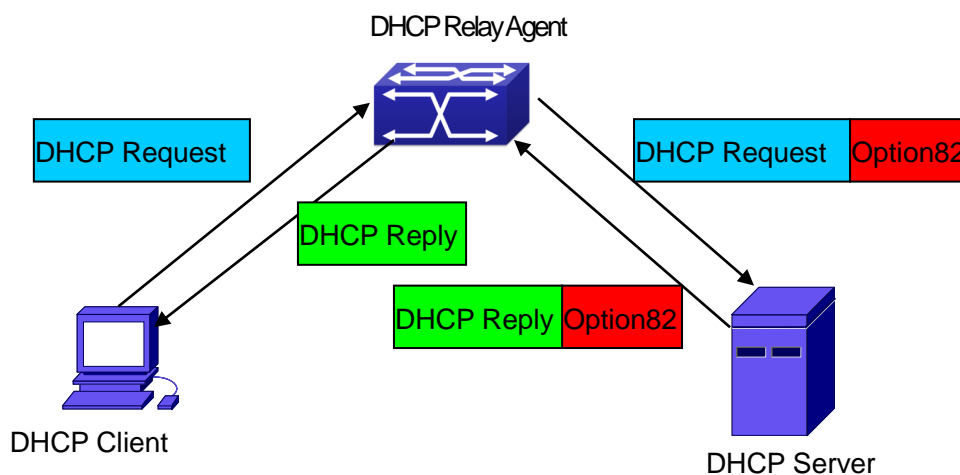 DHCP Relay Agent
DHCP Request
DHCP Request Option82
DHCP Reply
DHCP Reply Option82
DHCP Client
DHCP Server